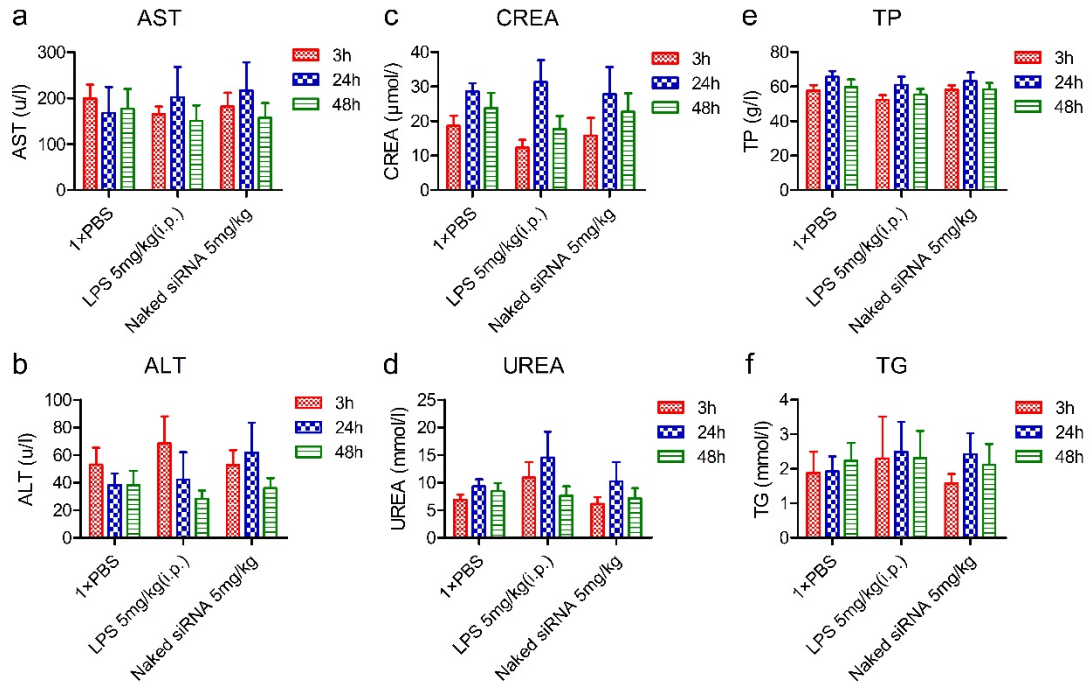 a
AST
AST (u/l)
300
200
100
0
3h
24h
48h
1×PBS
LPS 5mg/kg(i.p.)
Naked siRNA 5mg/kg
c
CREA
CREA (µmol/)
40
30
20
10
0
3h
24h
48h
1×PBS
LPS 5mg/kg(i.p.)
Naked siRNA 5mg/kg
e
TP
TP (g/l)
80
60
40
20
0
3h
24h
48h
1×PBS
LPS 5mg/kg(i.p.)
Naked siRNA 5mg/kg
b
ALT
ALT (u/l)
100
80
60
40
20
0
3h
24h
48h
1×PBS
LPS 5mg/kg(i.p.)
Naked siRNA 5mg/kg
d
UREA
UREA (mmol/l)
25
20
15
10
5
0
3h
24h
48h
1×PBS
LPS 5mg/kg(i.p.)
Naked siRNA 5mg/kg
f
TG
TG (mmol/l)
4
3
2
1
0
3h
24h
48h
1×PBS
LPS 5mg/kg(i.p.)
Naked siRNA 5mg/kg